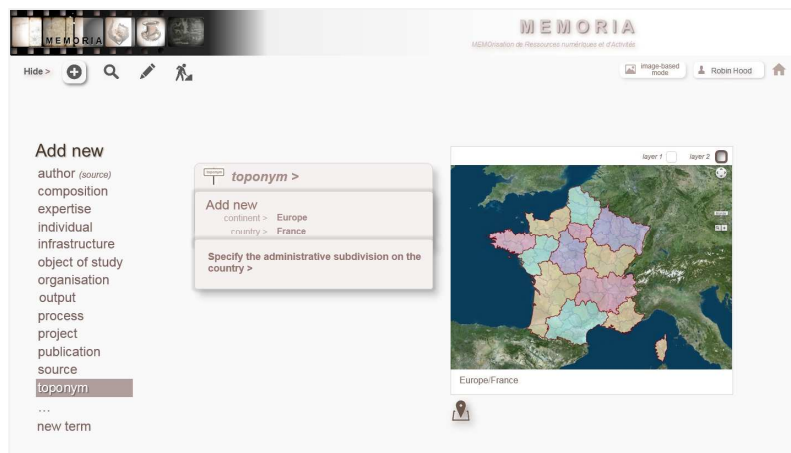 MEMORIA
MEMORIA
MEMOrisation de Ressources numériques et d'Activité
Hide >
image-based
mode
Robin Hood
Add new
author (source)
composition
expertise
individual
infrastructure
object of study
organisation
output
process
project
publication
source
toponym
…
new term
toponym >
Add new
continent > Europe
country > France
Specify the administrative subdivision on the
country >
layer 1
layer 2
Europe/France